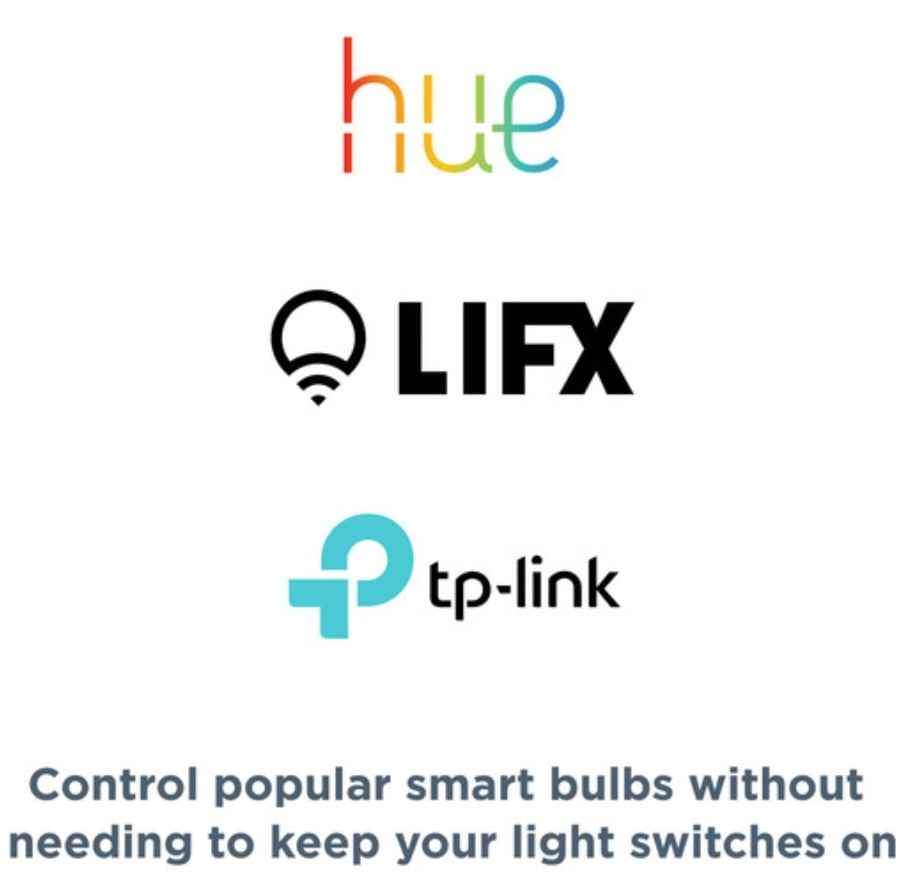 hue
LIFX
tp-link
Control popular smart bulbs without
needing to keep your light switches on